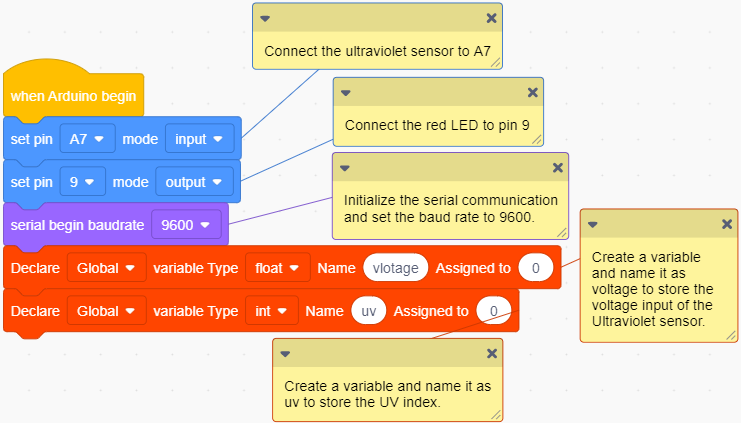 Connect the ultraviolet sensor to A7
when Arduino begin
Connect the red LED to pin 9
set pin A7 mode input
set pin 9 mode output
Initialize the serial communication
and set the baud rate to 9600.
serial begin baudrate 9600
Declare Global variable Type float Name vlotage Assigned to 0
Create a variable
and name it as
voltage to store the
voltage input of the
Ultraviolet sensor.
Declare Global variable Type int Name uv Assigned to 0
Create a variable and name it as
uv to store the UV index.